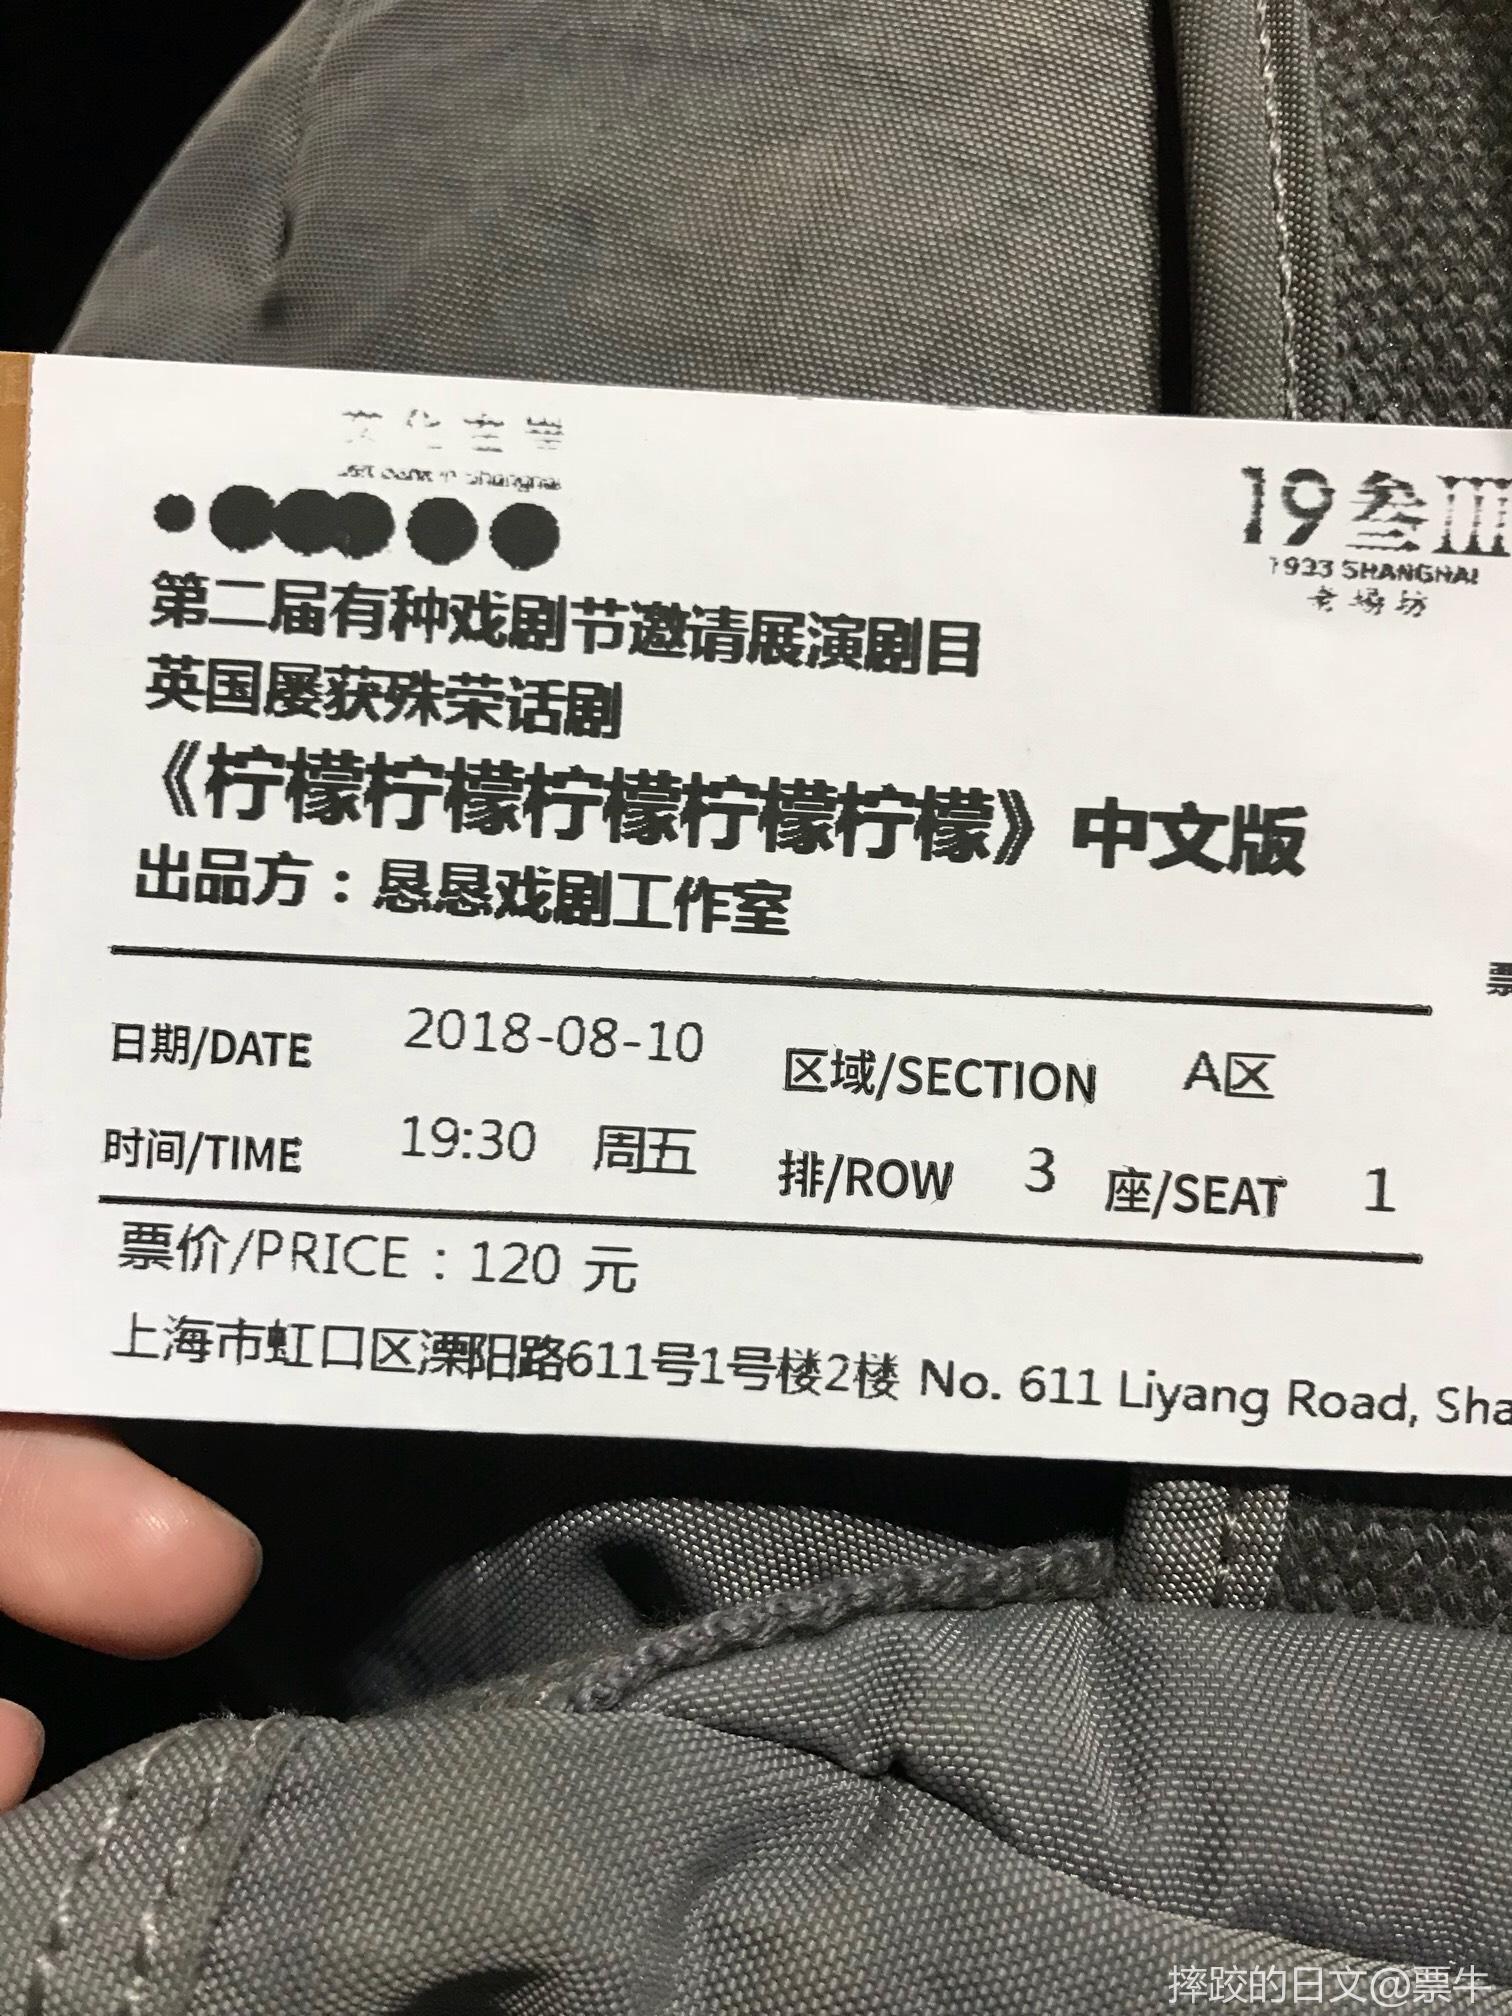 19叁III
1933 SHANGHAI
老场坊
第二届有种戏剧节邀请展演剧目
英国屡获殊荣话剧
《柠檬柠檬柠檬柠檬柠檬》中文版
出品方：恳恳戏剧工作室
票
日期/DATE 2018-08-10 区域/SECTION A区
时间/TIME 19:30 周五 排/ROW 3 座/SEAT 1
票价/PRICE：120 元
上海市虹口区溧阳路611号1号楼2楼 No. 611 Liyang Road, Sha
摔跤的日文@票牛